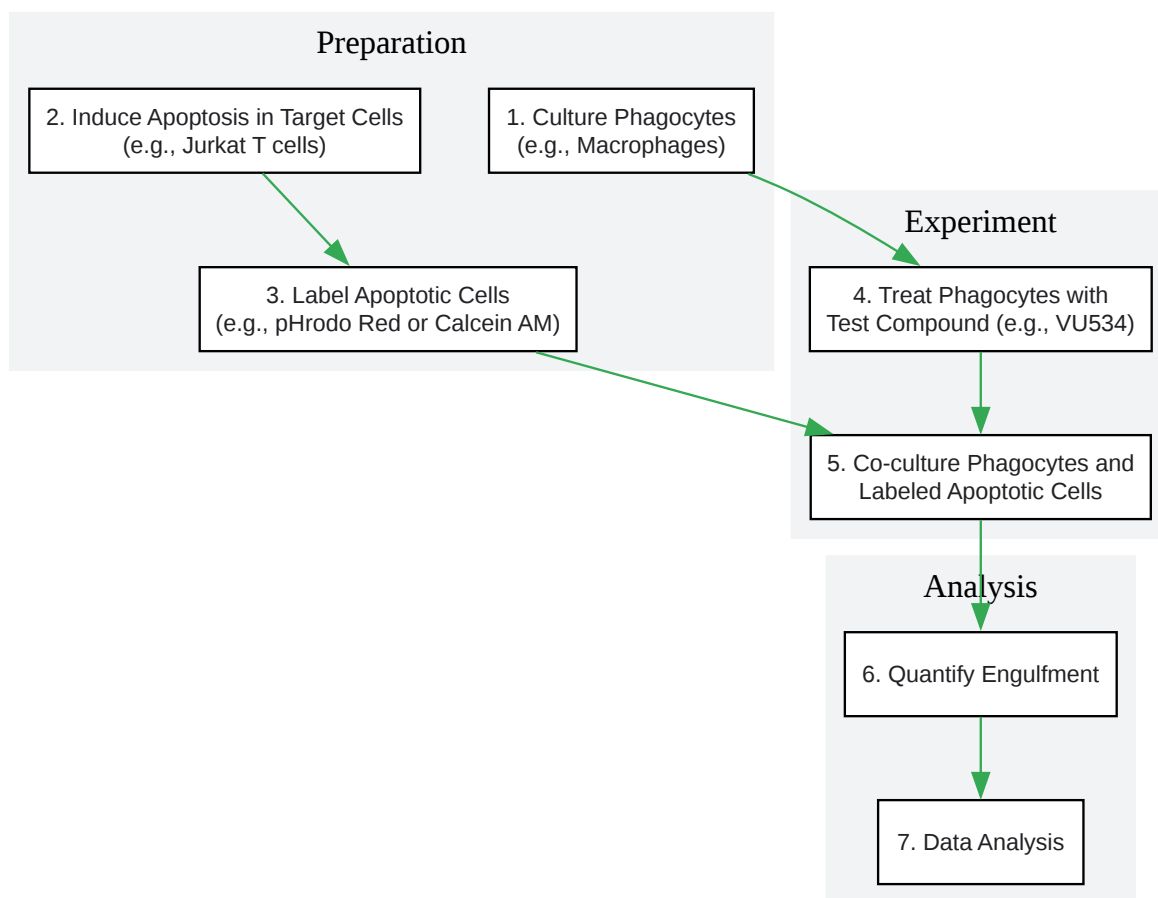 Preparation
2. Induce Apoptosis in Target Cells
(e.g., Jurkat T cells)
1. Culture Phagocytes
(e.g., Macrophages)
3. Label Apoptotic Cells
(e.g., pHrodo Red or Calcein AM)
Experiment
4. Treat Phagocytes with
Test Compound (e.g., VU534)
5. Co-culture Phagocytes and
Labeled Apoptotic Cells
Analysis
6. Quantify Engulfment
7. Data Analysis